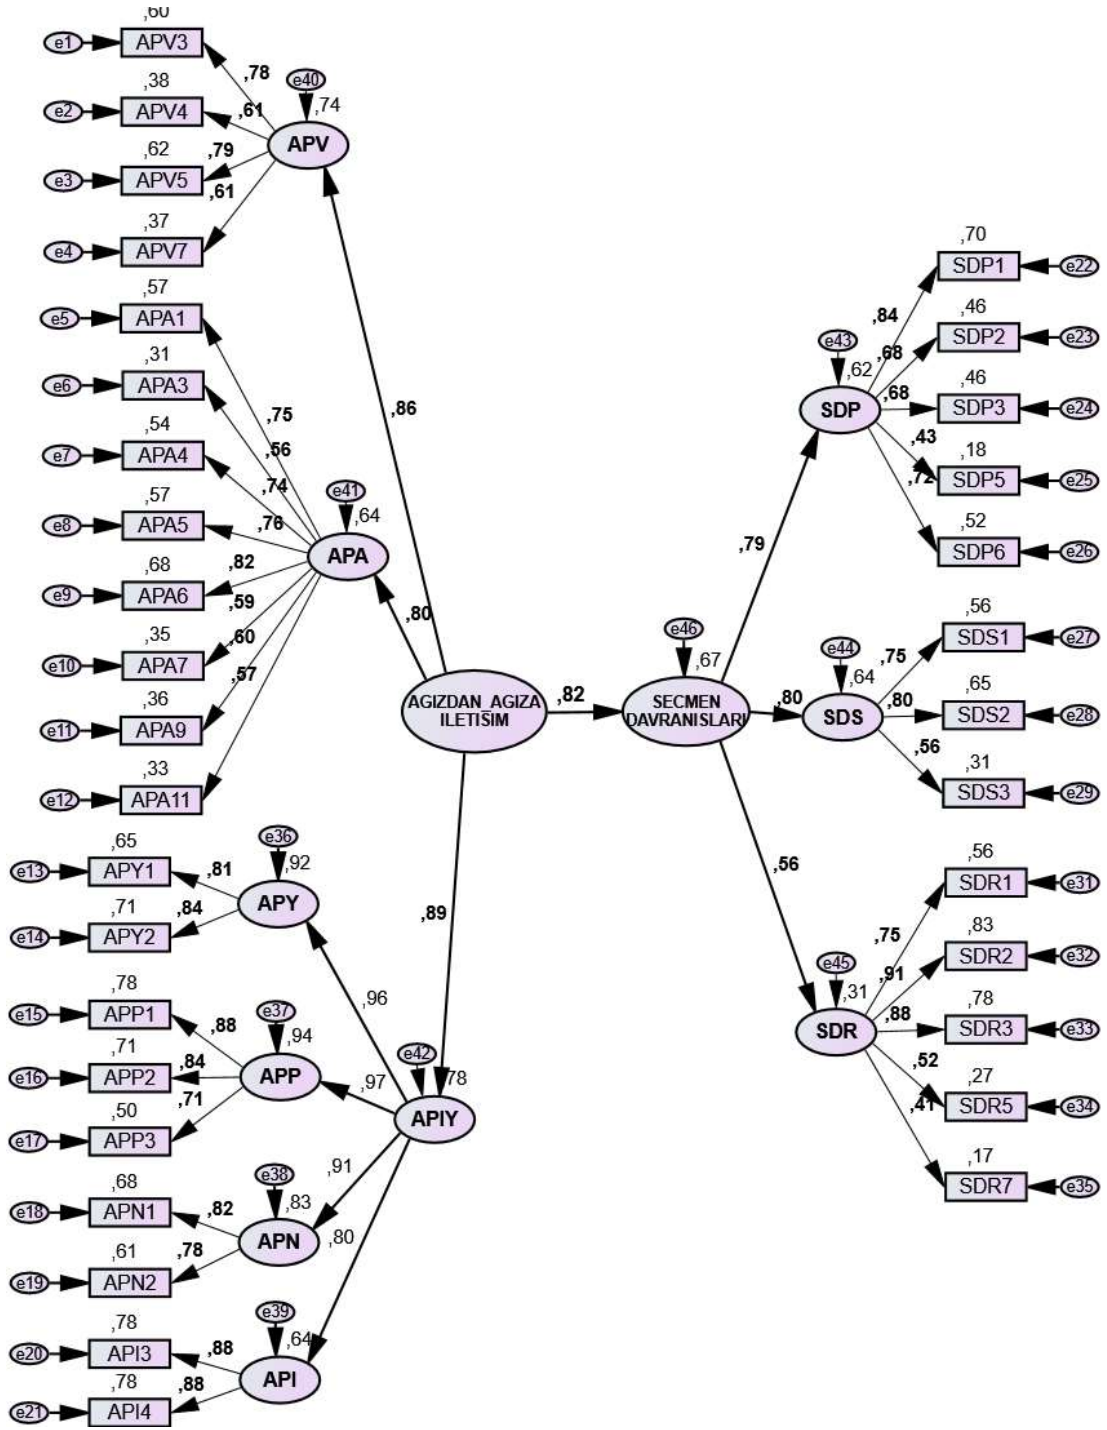 ,60
e1 APV3
,78
e40
,38
e2 APV4
,61
,74
APV
,62
,79
e3 APV5
,61
,37
e4 APV7
,57
e5 APA1
,31
e6 APA3
,75
,54
,56
e7 APA4
,74
e41
,57
,76
,64
e8 APA5
APA
,68
,82
e9 APA6
,59
,35
,60
e10 APA7
,57
,36
e11 APA9
,33
e12 APA11
,86
,80
AGIZDAN_AGIZA
ILETISIM
,82
e46
,67
SECMEN
DAVRANISLARI
,89
,65
e13 APY1
,81
e36
,92
APY
,71
,84
e14 APY2
,96
,78
e15 APP1
,88
e37
,94
,71
,84
e16 APP2
APP
,97
e42
,78
APIY
,71
,50
e17 APP3
,91
,68
e18 APN1
,82
e38
,83
APN
,80
,61
,78
e19 APN2
,78
e20 API3
,88
e39
,64
API
,78
,88
e21 API4
,79
e43
,62
SDP
,70
SDP1 e22
,84
,46
SDP2 e23
,68
,46
,68
SDP3 e24
,43
,18
SDP5 e25
,72
,52
SDP6 e26
,80
e44
,64
SDS
,56
SDS1 e27
,75
,65
,80
SDS2 e28
,56
,31
SDS3 e29
,56
e45
,31
SDR
,56
SDR1 e31
,75
,83
SDR2 e32
,91
,78
,88
SDR3 e33
,52
,27
SDR5 e34
,41
,17
SDR7 e35